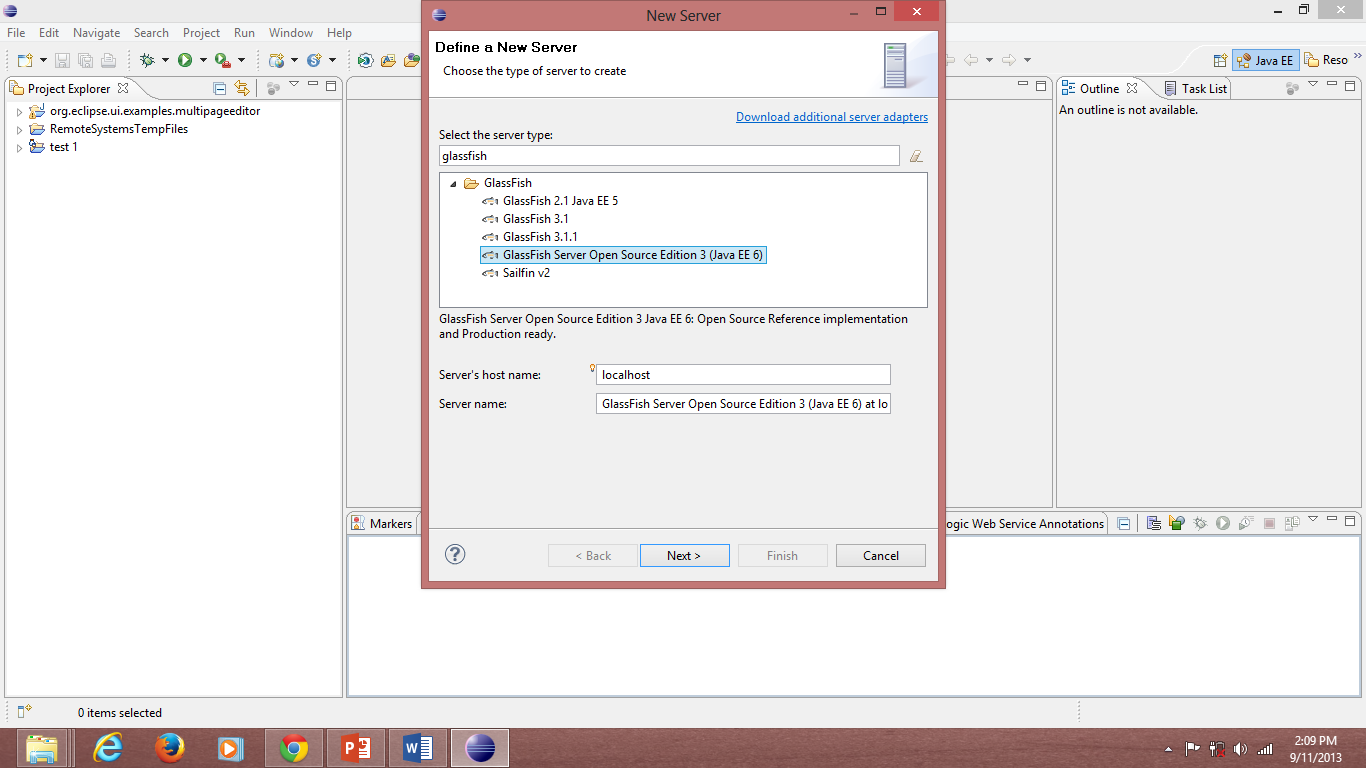 New Server
File Edit Navigate Search Project Run Window Help
Define a New Server
Choose the type of server to create
Java EE
Reso
»
Project Explorer
Outline
Task List
org.eclipse.ui.examples.multipageeditor
RemoteSystemsTempFiles
test 1
An outline is not available.
Download additional server adapters
Select the server type:
glassfish
GlassFish
GlassFish 2.1 Java EE 5
GlassFish 3.1
GlassFish 3.1.1
GlassFish Server Open Source Edition 3 (Java EE 6)
Sailfin v2
GlassFish Server Open Source Edition 3 Java EE 6: Open Source Reference implementation
and Production ready.
Server's host name:
localhost
Server name:
GlassFish Server Open Source Edition 3 (Java EE 6) at lo
Markers
ogic Web Service Annotations
?
< Back
Next >
Finish
Cancel
0 items selected
2:09 PM
9/11/2013